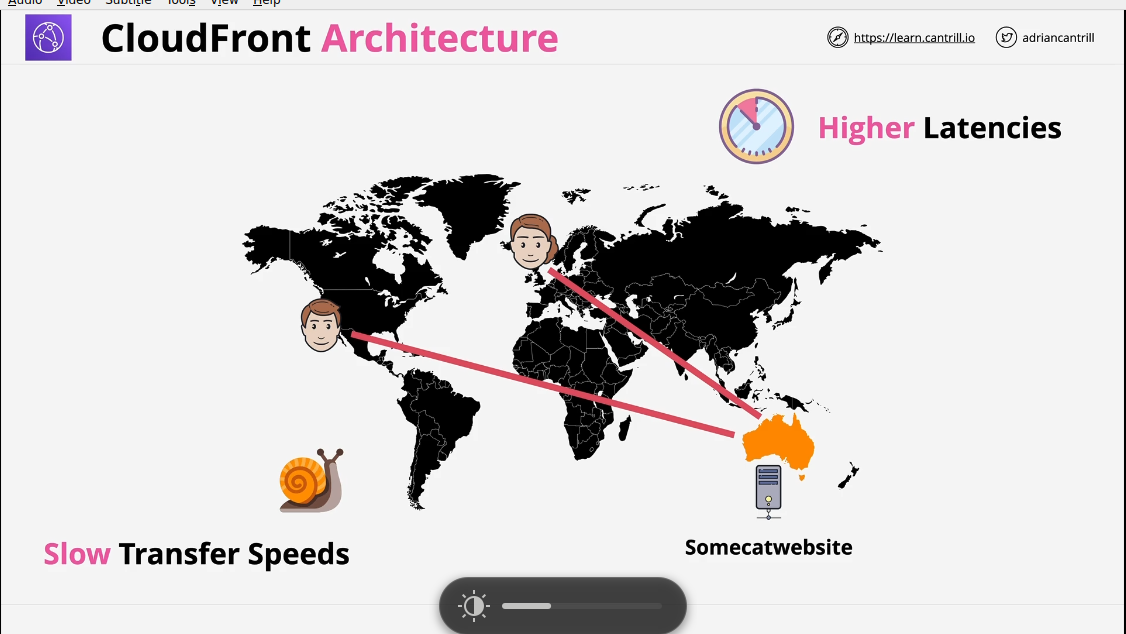 Audio Video Subtitle Tools View Help
CloudFront Architecture
https://learn.cantrill.io
adriancantrill
Higher Latencies
Slow Transfer Speeds
Somecatwebsite